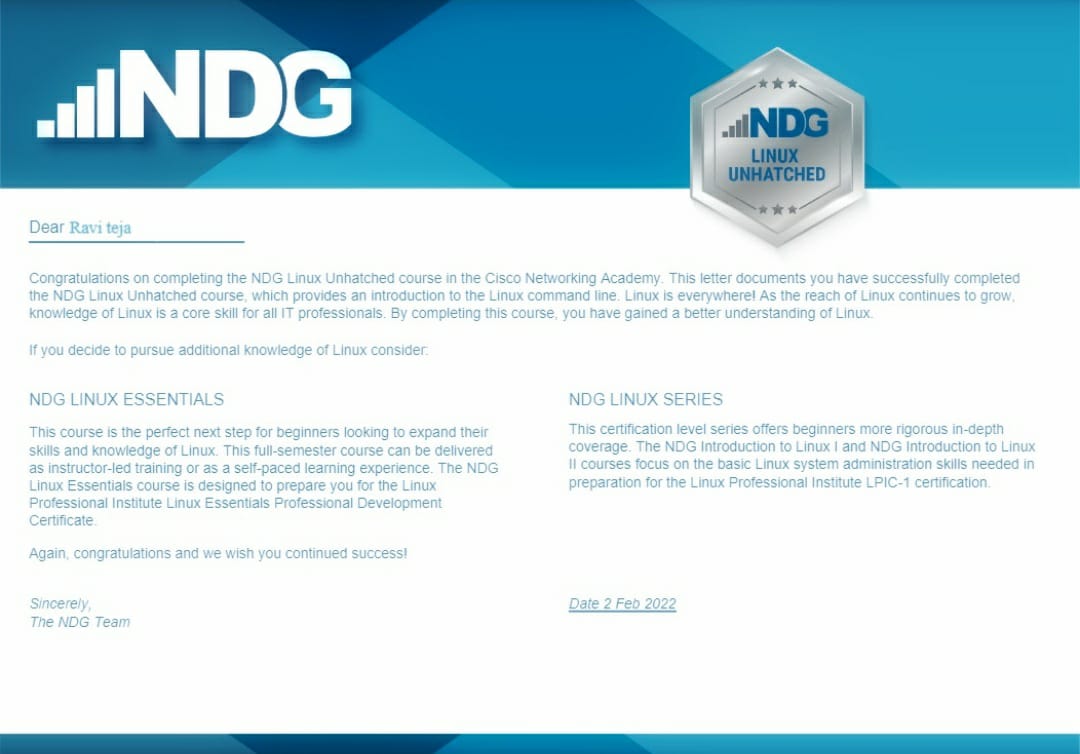 NDG
NDG
LINUX
UNHATCHED
Dear Ravi teja
Congratulations on completing the NDG Linux Unhatched course in the Cisco Networking Academy. This letter documents you have successfully completed
the NDG Linux Unhatched course, which provides an introduction to the Linux command line. Linux is everywhere! As the reach of Linux continues to grow,
knowledge of Linux is a core skill for all IT professionals. By completing this course, you have gained a better understanding of Linux.
If you decide to pursue additional knowledge of Linux consider:
NDG LINUX ESSENTIALS
This course is the perfect next step for beginners looking to expand their
skills and knowledge of Linux. This full-semester course can be delivered
as instructor-led training or as a self-paced learning experience. The NDG
Linux Essentials course is designed to prepare you for the Linux
Professional Institute Linux Essentials Professional Development
Certificate.
Again, congratulations and we wish you continued success!
NDG LINUX SERIES
This certification level series offers beginners more rigorous in-depth
coverage. The NDG Introduction to Linux I and NDG Introduction to Linux
II courses focus on the basic Linux system administration skills needed in
preparation for the Linux Professional Institute LPIC-1 certification.
Sincerely,
The NDG Team
Date 2 Feb 2022